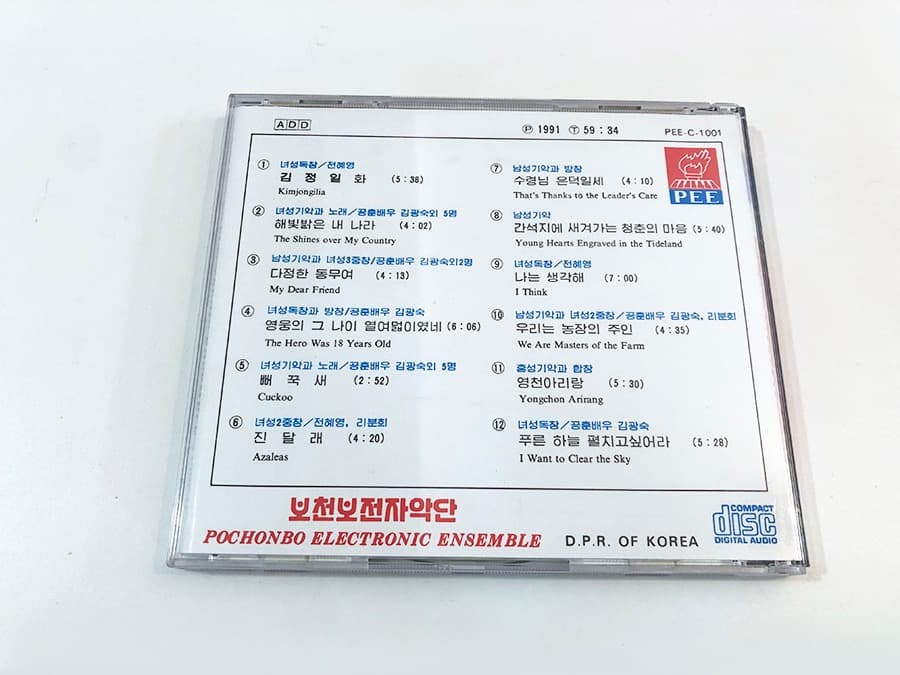 ADD
Ⓟ 1991 Ⓣ 59 : 34
PEE-C-1001
① 녀성독창/전혜영
김정일화 (5:38)
Kimjongilia
② 녀성기악과 노래/공훈배우 김광숙외 5명
해빛밝은 내 나라 (4:02)
The Shines over My Country
③ 남성기악과 녀성3중창/공훈배우 김광숙외2명
다정한 동무여 (4:13)
My Dear Friend
④ 녀성독창과 방창/공훈배우 김광숙
영웅의 그 나이 열여덟이였네 (6:06)
The Hero Was 18 Years Old
⑤ 녀성기악과 노래/공훈배우 김광숙외 5명
뻐꾹새 (2:52)
Cuckoo
⑥ 녀성2중창/전혜영, 리분희
진달래 (4:20)
Azaleas
⑦ 남성기악과 방창
수령님 은덕일세 (4:10)
That's Thanks to the Leader's Care
⑧ 남성기악
간석지에 새겨가는 청춘의 마음 (5:40)
Young Hearts Engraved in the Tideland
⑨ 녀성독창/전혜영
나는 생각해 (7:00)
I Think
⑩ 남성기악과 녀성2중창/공훈배우 김광숙, 리분희
우리는 농장의 주인 (4:35)
We Are Masters of the Farm
⑪ 혼성기악과 합창
영천아리랑 (5:30)
Yongchon Arirang
⑫ 녀성독창/공훈배우 김광숙
푸른 하늘 펼치고싶어라 (5:28)
I Want to Clear the Sky
PEE
보천보전자악단
POCHONBO ELECTRONIC ENSEMBLE
D.P.R. OF KOREA
COMPACT
disc
DIGITAL AUDIO